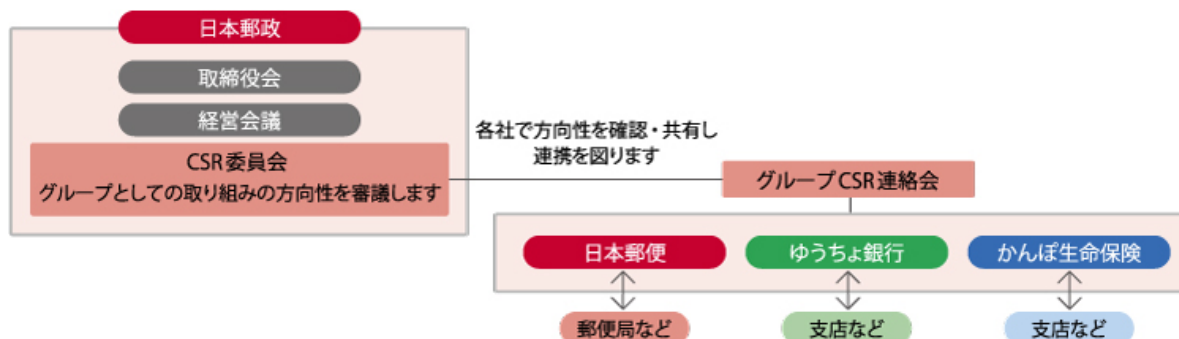 日本郵政
取締役会
経営会議
CSR委員会
グループとしての取り組みの方向性を審議します
各社で方向性を確認・共有し
連携を図ります
グループCSR連絡会
日本郵便
ゆうちょ銀行
かんぽ生命保険
郵便局など
支店など
支店など